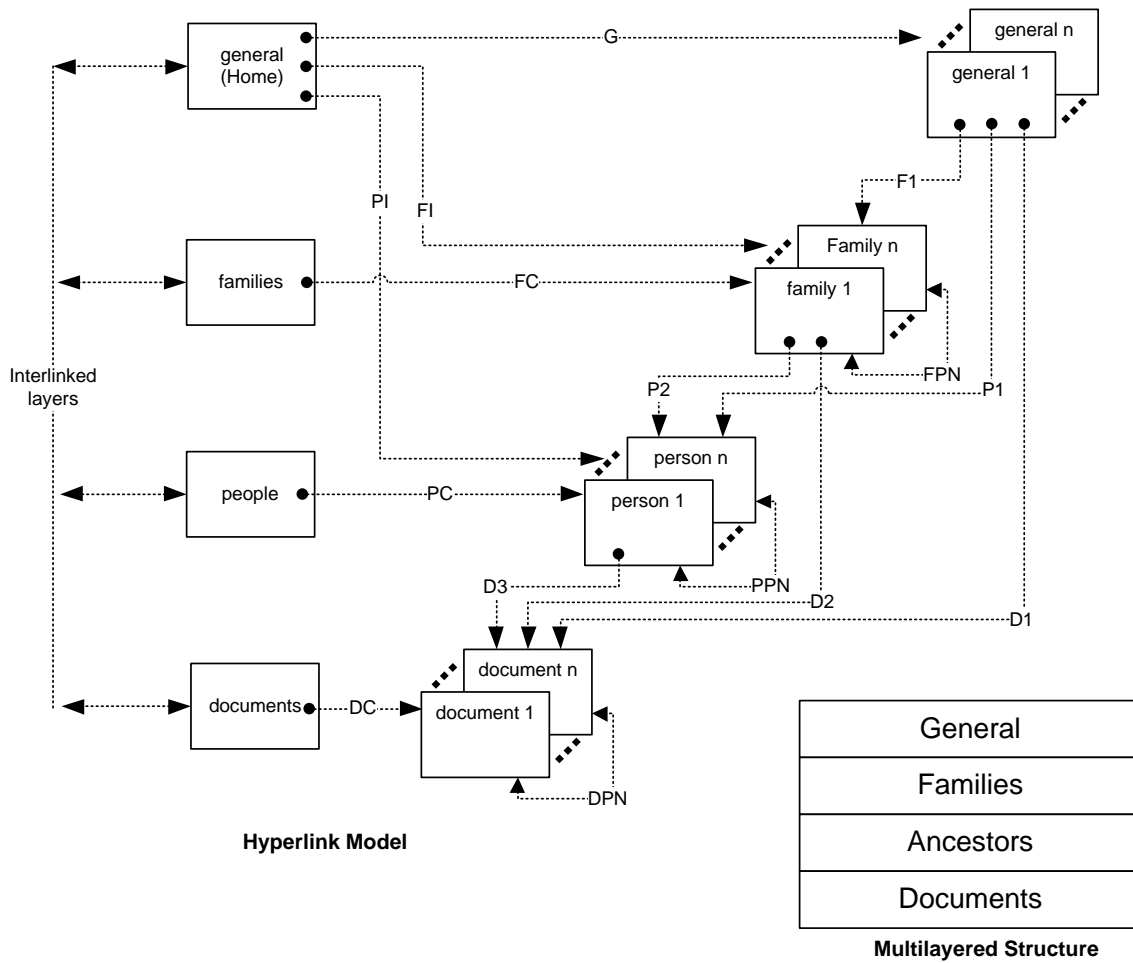 general
(Home)
G
general n
general 1
F1
PI
FI
families
FC
Family n
family 1
Interlinked
layers
FPN
P2
P1
people
PC
person n
person 1
D3
PPN
D2
D1
documents
DC
document n
document 1
DPN
Hyperlink Model
General
Families
Ancestors
Documents
Multilayered Structure